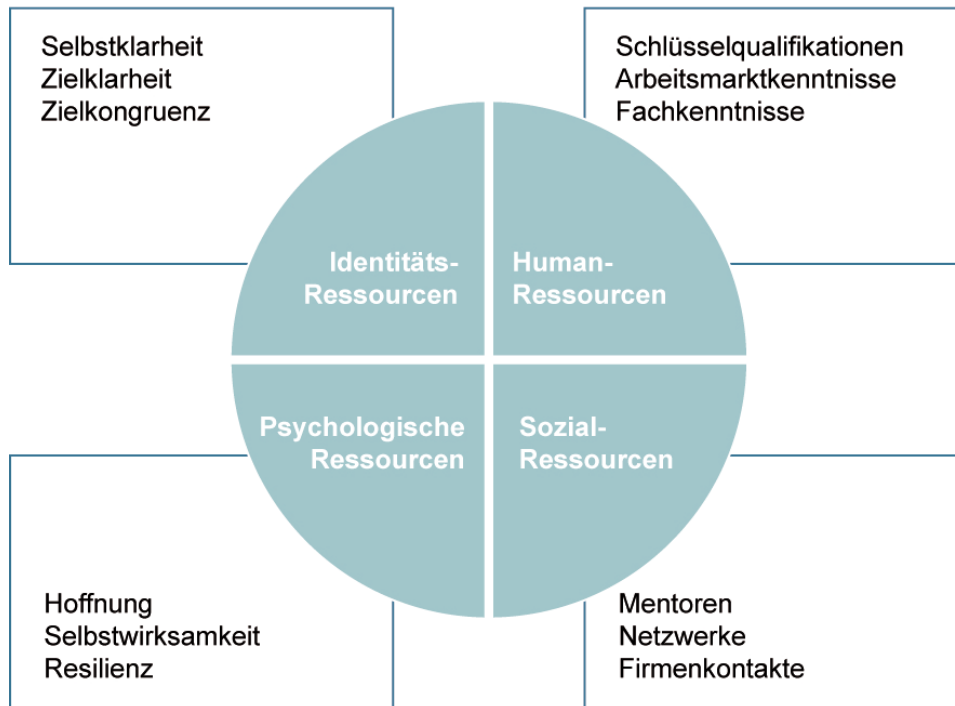 Selbstklarheit
Zielklarheit
Zielkongruenz
Schlüsselqualifikationen
Arbeitsmarktkenntnisse
Fachkenntnisse
Identitäts-
Ressourcen
Human-
Ressourcen
Psychologische
Ressourcen
Sozial-
Ressourcen
Hoffnung
Selbstwirksamkeit
Resilienz
Mentoren
Netzwerke
Firmenkontakte